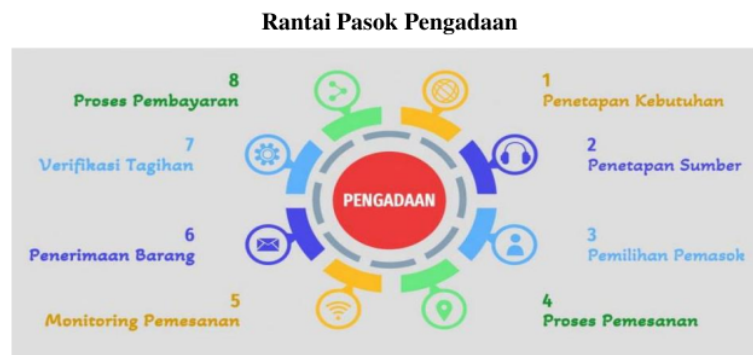 Rantai Pasok Pengadaan
PENGADAAN
1
Penetapan Kebutuhan
2
Penetapan Sumber
3
Pemilihan Pemasok
4
Proses Pemesanan
5
Monitoring Pemesanan
6
Penerimaan Barang
7
Verifikasi Tagihan
8
Proses Pembayaran